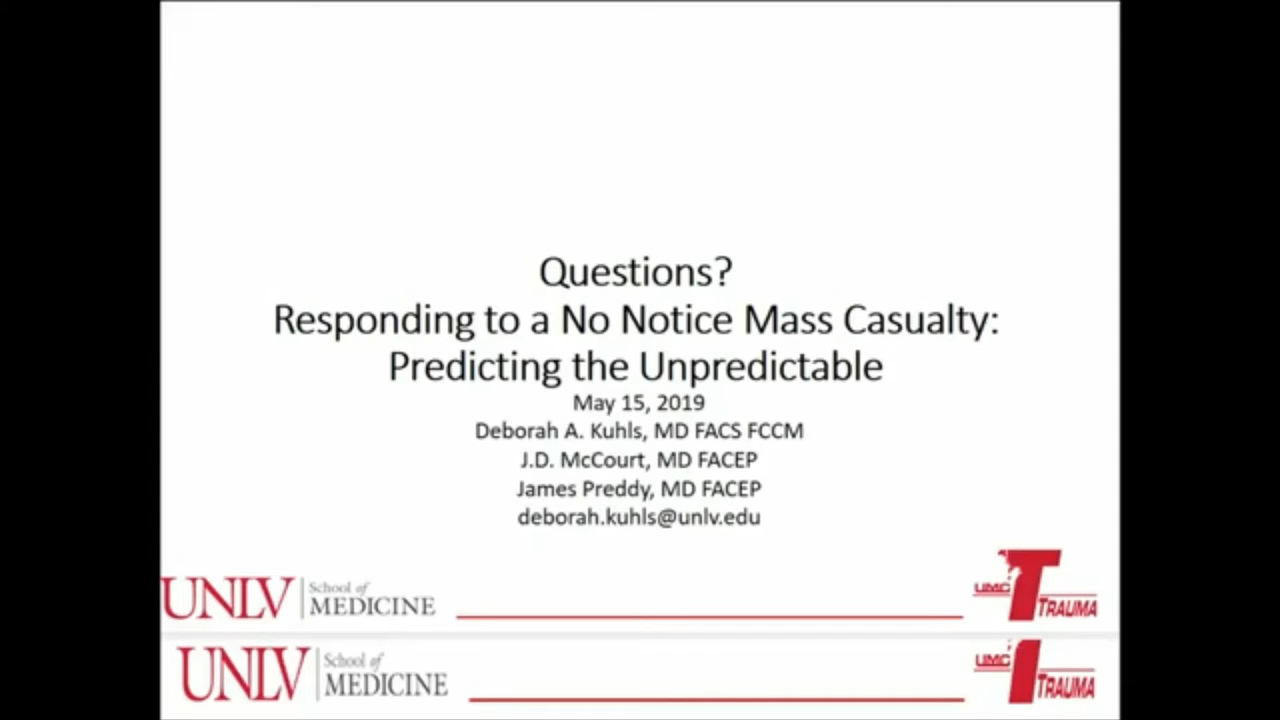 Questions?
Responding to a No Notice Mass Casualty:
Predicting the Unpredictable
May 15, 2019
Deborah A. Kuhls, MD FACS FCCM
J.D. McCourt, MD FACEP
James Preddy, MD FACEP
deborah.kuhls@unlv.edu
UNLV School of MEDICINE
UMC TRAUMA
UNLV School of MEDICINE
UMC TRAUMA